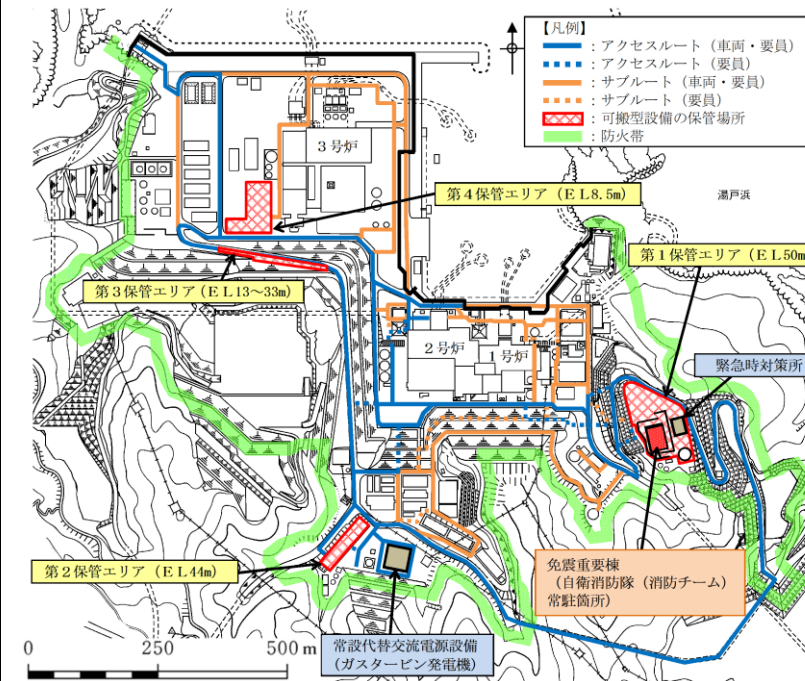 【凡例】
：アクセスルート（車両・要員）
：アクセスルート（要員）
：サブルート（車両・要員）
：サブルート（要員）
：可搬型設備の保管場所
：防火帯
3号炉
湯戸浜
第4保管エリア（EL8.5m）
第1保管エリア（EL50m
第3保管エリア（EL13～33m）
2号炉
1号炉
緊急時対策所
第2保管エリア（EL44m）
免震重要棟
（自衛消防隊（消防チーム）
常駐箇所）
常設代替交流電源設備
（ガスタービン発電機）
0 250 500 m